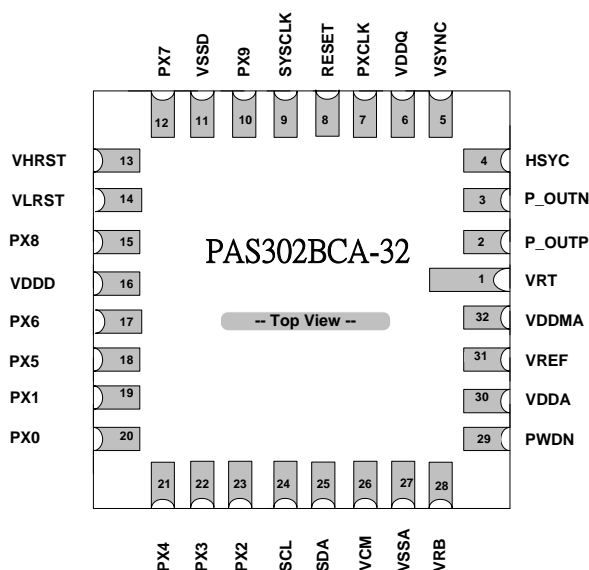 PX7 VSSD PX9 SYSCLK RESET PXCLK VDDQ VSYNC
12 11 10 9 8 7 6 5
VHRST 13 4 HSYC
VLRST 14 3 P_OUTN
PX8 15 2 P_OUTP
PAS302BCA-32
VDDD 16 1 VRT
PX6 17 -- Top View -- 32 VDDMA
PX5 18 31 VREF
PX1 19 30 VDDA
PX0 20 29 PWDN
21 22 23 24 25 26 27 28
PX4 PX3 PX2 SCL SDA VCM VSSA VRB